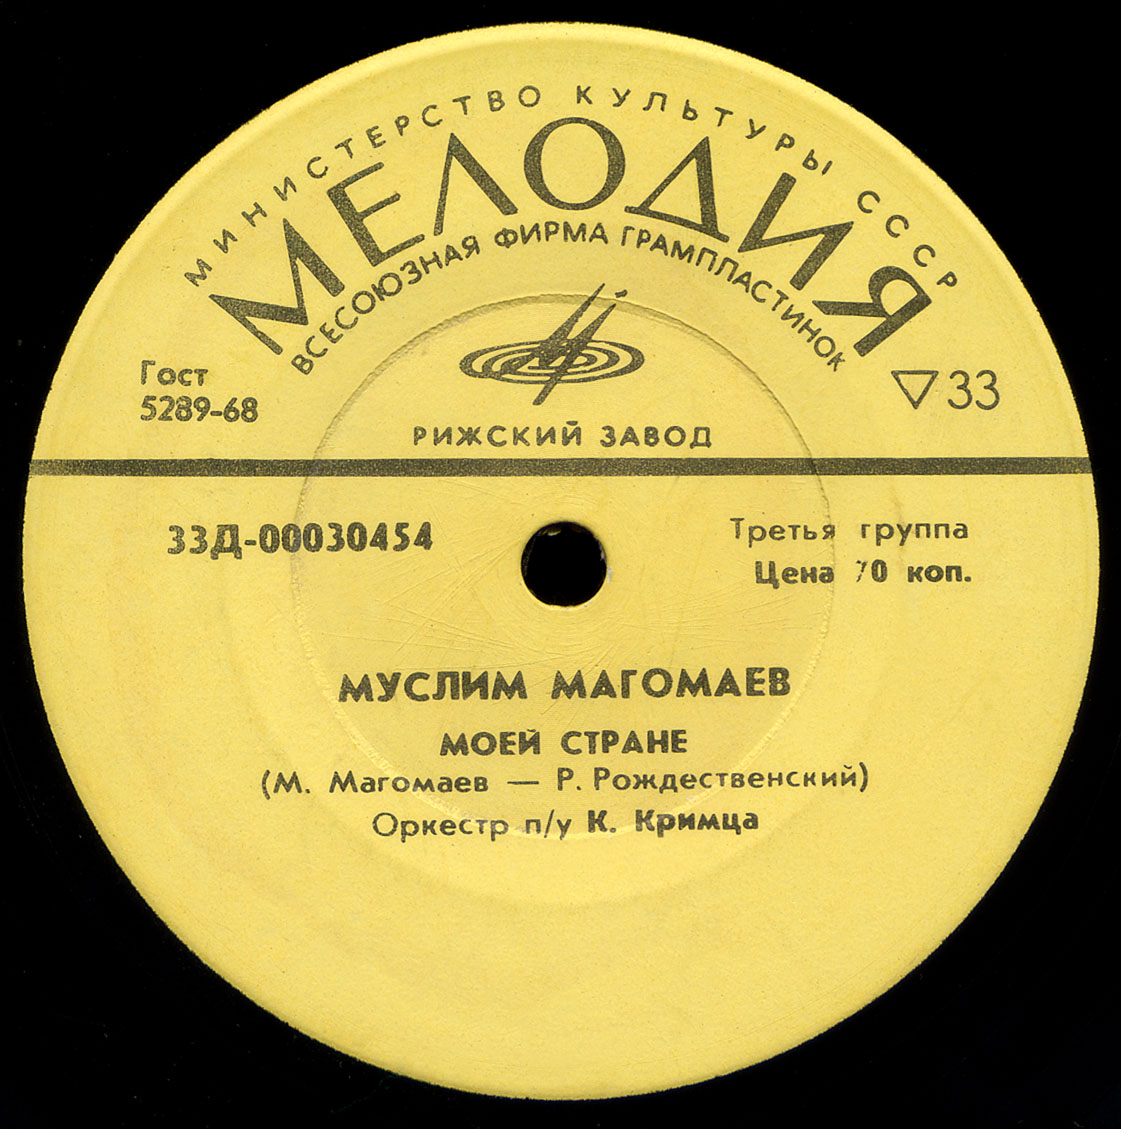 МИНИСТЕРСТВО КУЛЬТУРЫ СССР
МЕЛОДИЯ
ВСЕСОЮЗНАЯ ФИРМА ГРАМПЛАСТИНОК
Гост
5289-68
33
РИЖСКИЙ ЗАВОД
33Д-00030454
Третья группа
Цена 70 коп.
МУСЛИМ МАГОМАЕВ
МОЕЙ СТРАНЕ
(М. Магомаев — Р. Рождественский)
Оркестр п/у К. Кримца